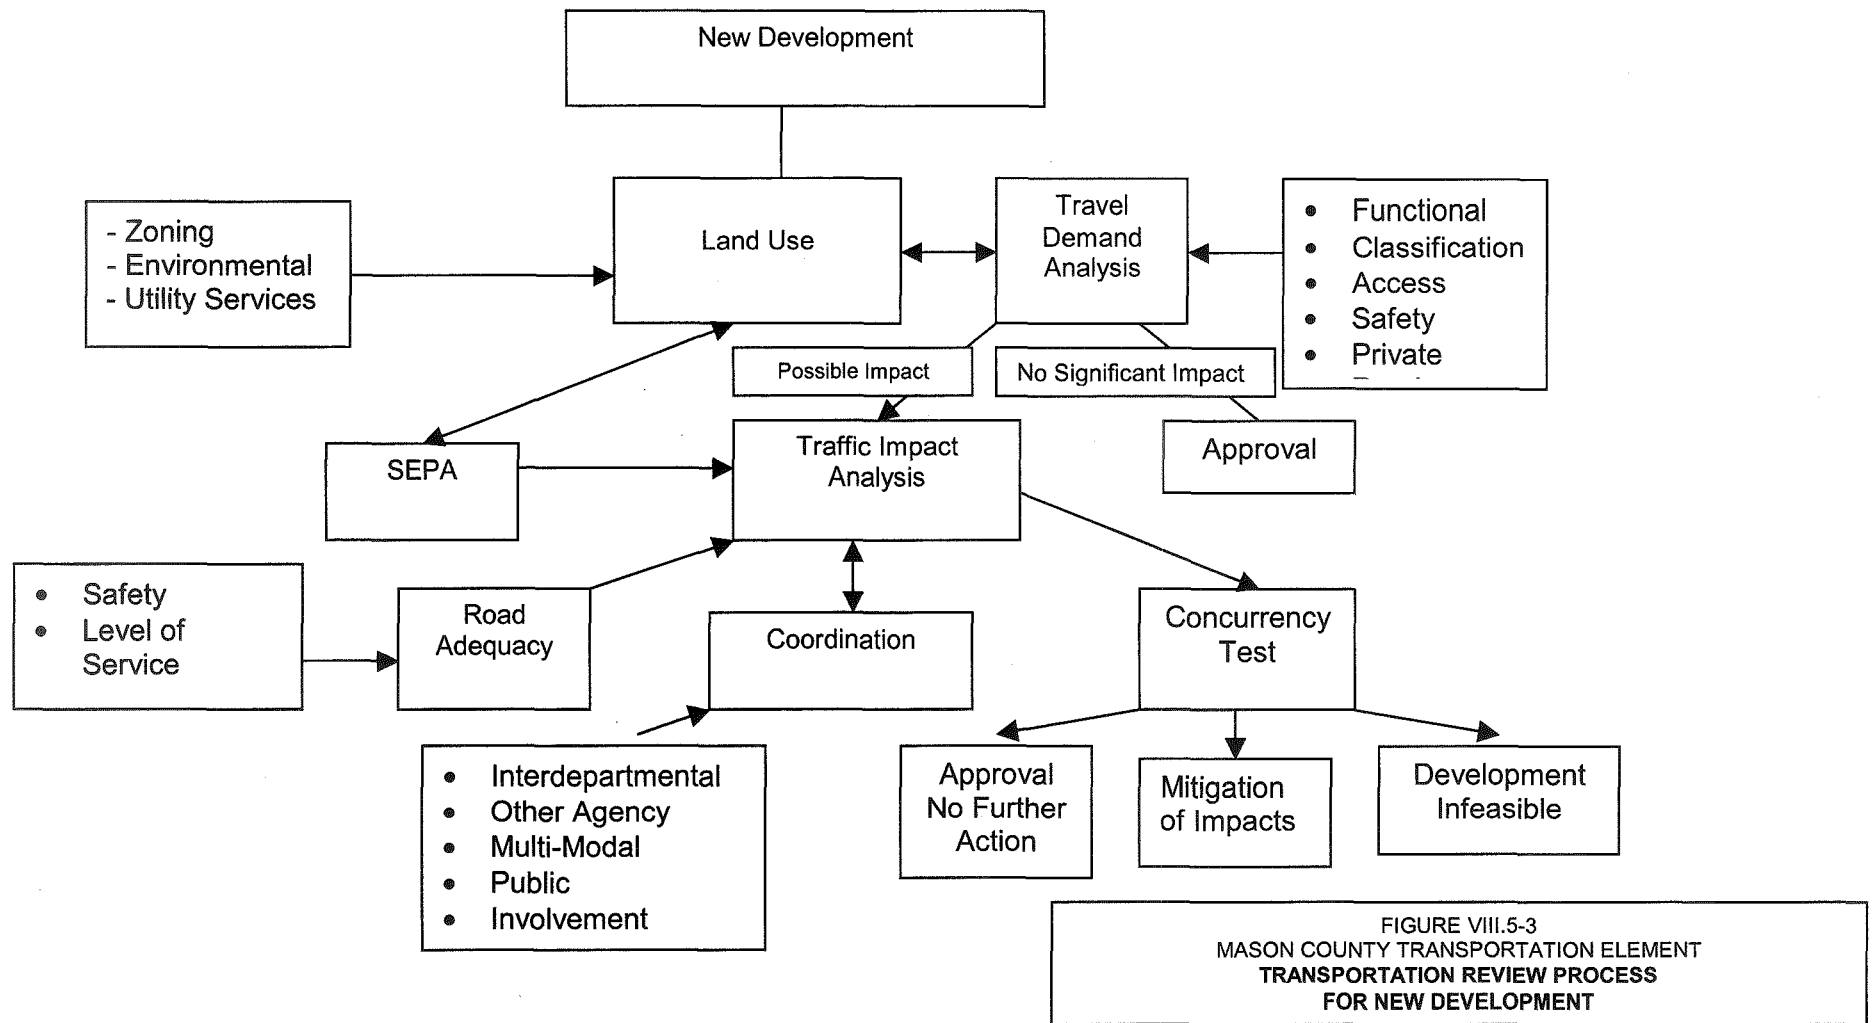 New Development
- Zoning
- Environmental
- Utility Services
Land Use
Travel
Demand
Analysis
• Functional
• Classification
• Access
• Safety
• Private
Possible Impact
No Significant Impact
SEPA
Traffic Impact
Analysis
Approval
• Safety
• Level of
Service
Road
Adequacy
Coordination
Concurrency
Test
• Interdepartmental
• Other Agency
• Multi-Modal
• Public
• Involvement
Approval
No Further
Action
Mitigation
of Impacts
Development
Infeasible
FIGURE VIII.5-3
MASON COUNTY TRANSPORTATION ELEMENT
TRANSPORTATION REVIEW PROCESS
FOR NEW DEVELOPMENT